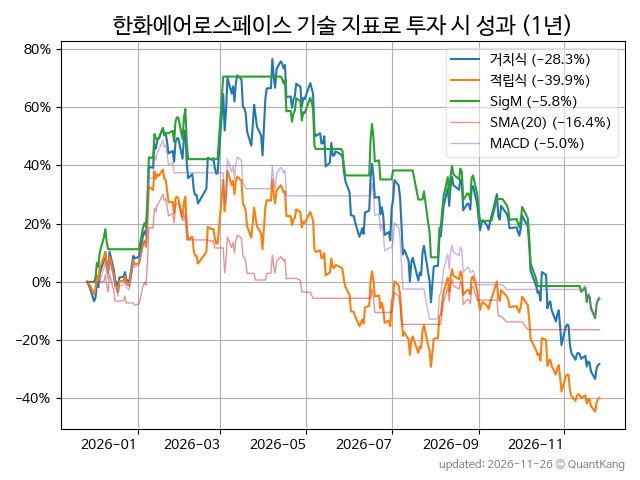 한화에어로스페이스 기술 지표로 투자 시 성과 (1년)
80%
60%
40%
20%
0%
−20%
−40%
거치식 (−28.3%)
적립식 (−39.9%)
SigM (−5.8%)
SMA(20) (−16.4%)
MACD (−5.0%)
2026-01 2026-03 2026-05 2026-07 2026-09 2026-11
updated: 2026-11-26 © QuantKang